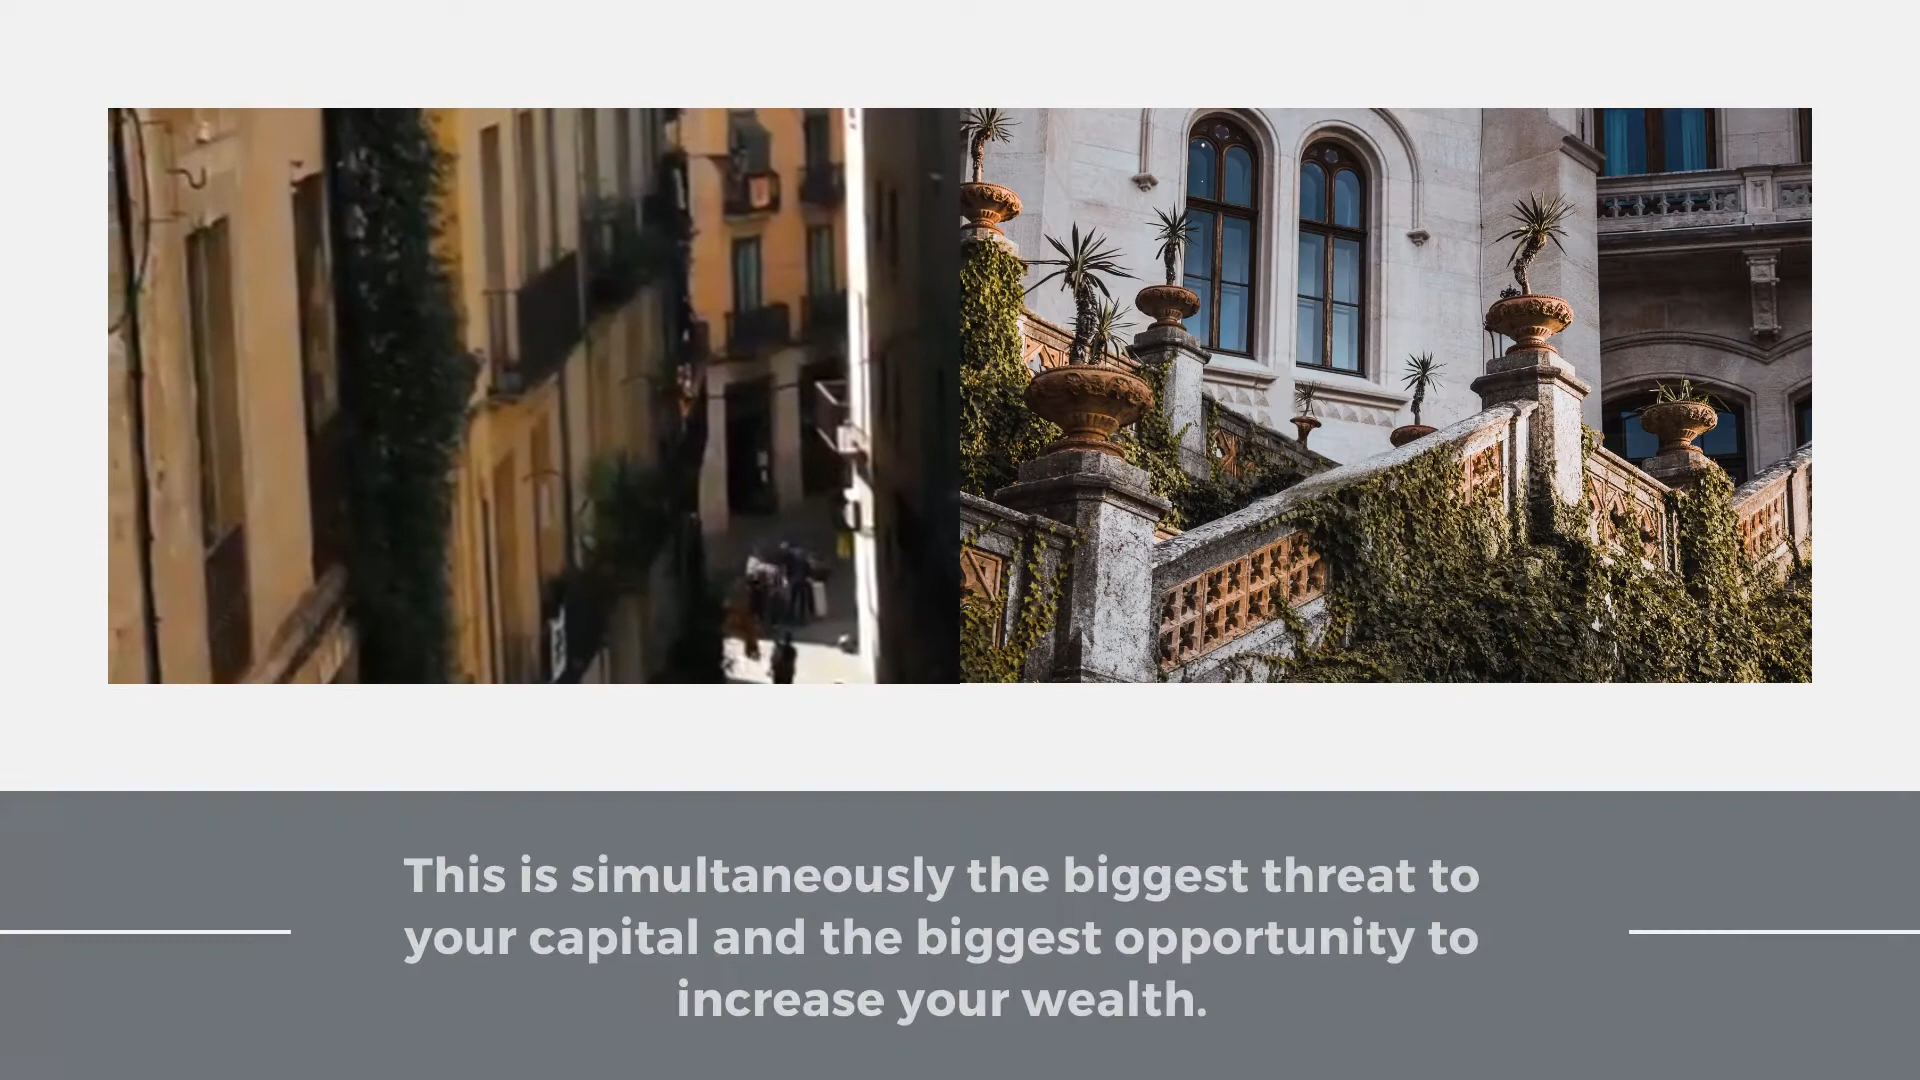 This is simultaneously the biggest threat to
your capital and the biggest opportunity to
increase your wealth.